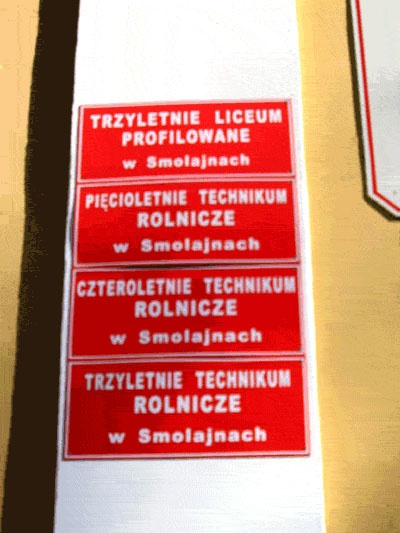 TRZYLETNIE LICEUM
PROFILOWANE
w Smolajnach
PIĘCIOLETNIE TECHNIKUM
ROLNICZE
w Smolajnach
CZTEROLETNIE TECHNIKUM
ROLNICZE
w Smolajnach
TRZYLETNIE TECHNIKUM
ROLNICZE
w Smolajnach